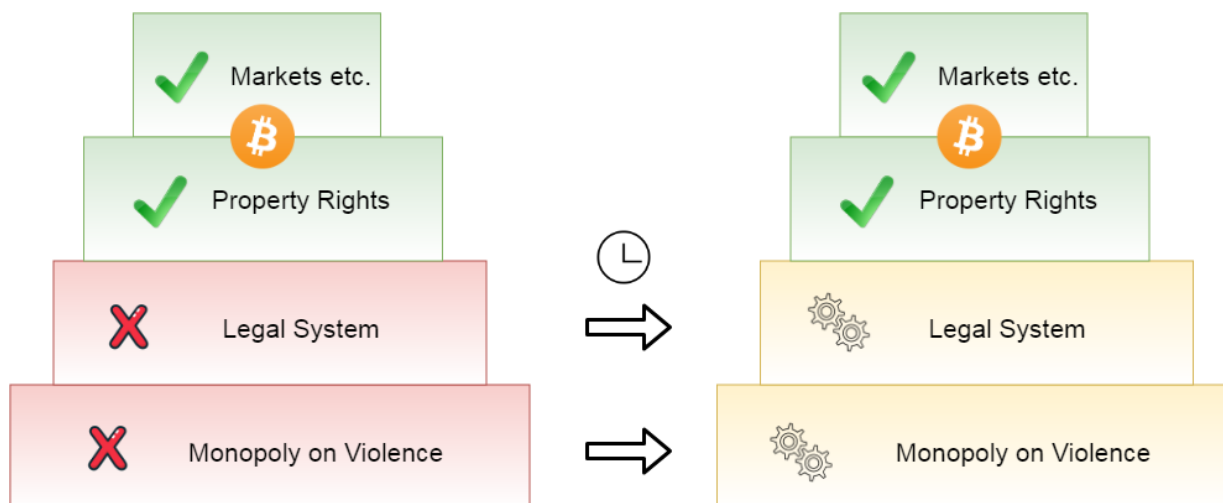 Markets etc.
Property Rights
Legal System
Monopoly on Violence
Markets etc.
Property Rights
Legal System
Monopoly on Violence